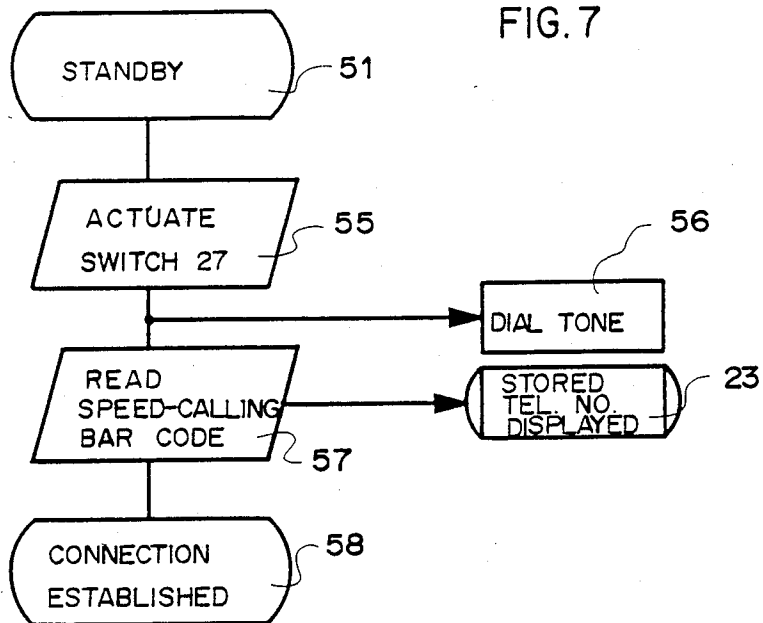 FIG. 7
STANDBY
51
ACTUATE
SWITCH 27
55
56
DIAL TONE
READ
SPEED-CALLING
BAR CODE
57
STORED
TEL. NO.
DISPLAYED
23
CONNECTION
ESTABLISHED
58